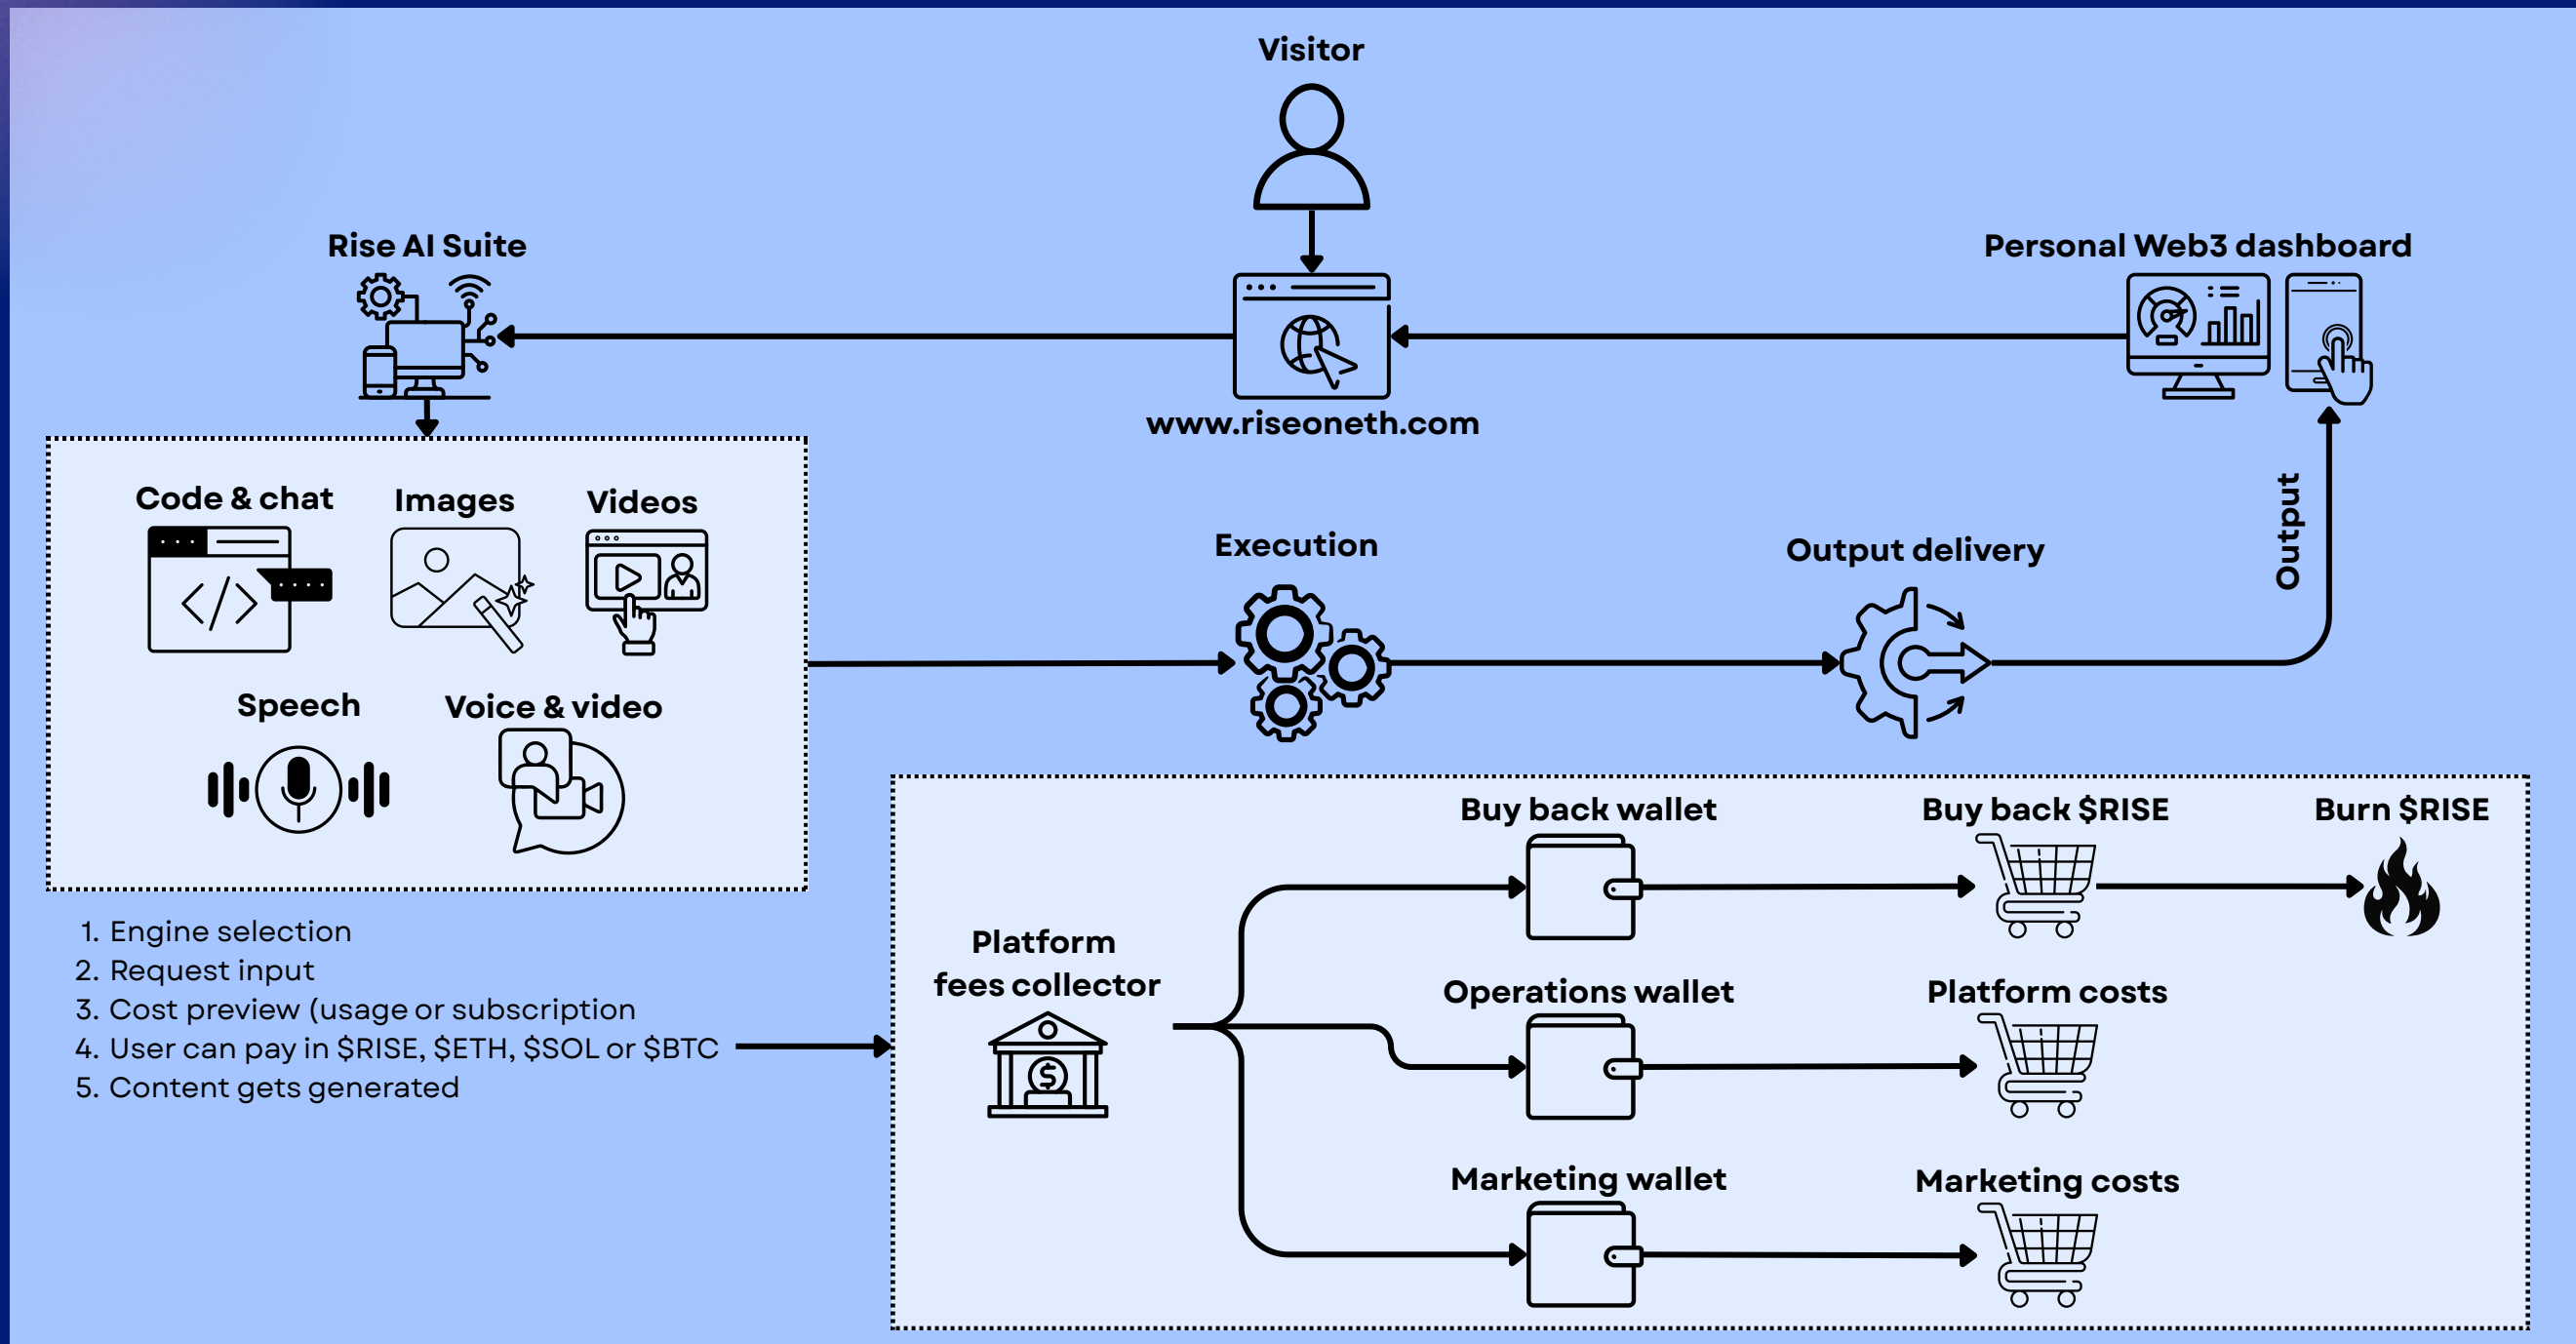 Visitor
Rise AI Suite
Personal Web3 dashboard
www.riseoneth.com
Code & chat
Images
Videos
Speech
Voice & video
Execution
Output delivery
Output
1. Engine selection
2. Request input
3. Cost preview (usage or subscription
4. User can pay in $RISE, $ETH, $SOL or $BTC
5. Content gets generated
Platform
fees collector
Buy back wallet
Buy back $RISE
Burn $RISE
Operations wallet
Platform costs
Marketing wallet
Marketing costs